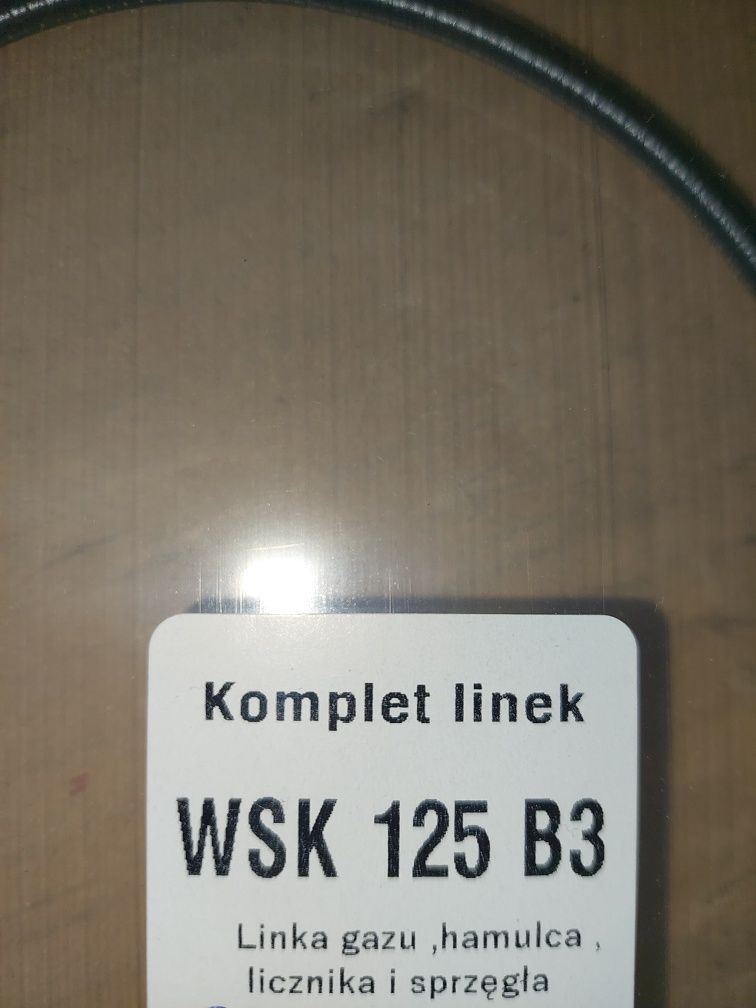 Komplet linek
WSK 125 B3
Linka gazu ,hamulca ,
licznika i sprzęgła